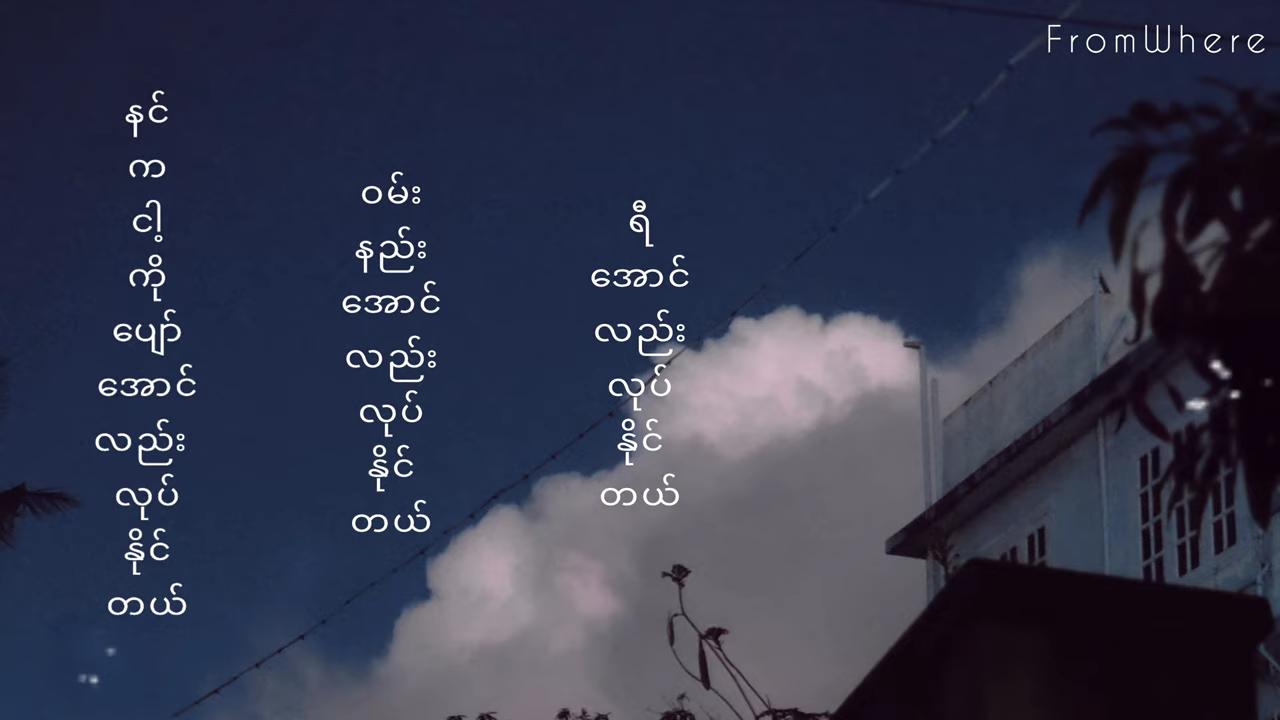 FromWhere
နင်
က
ငါ့
ကို
ပျော်
အောင်
လည်း
လုပ်
နိုင်
တယ်
ဝမ်း
နည်း
အောင်
လည်း
လုပ်
နိုင်
တယ်
ရီ
အောင်
လည်း
လုပ်
နိုင်
တယ်